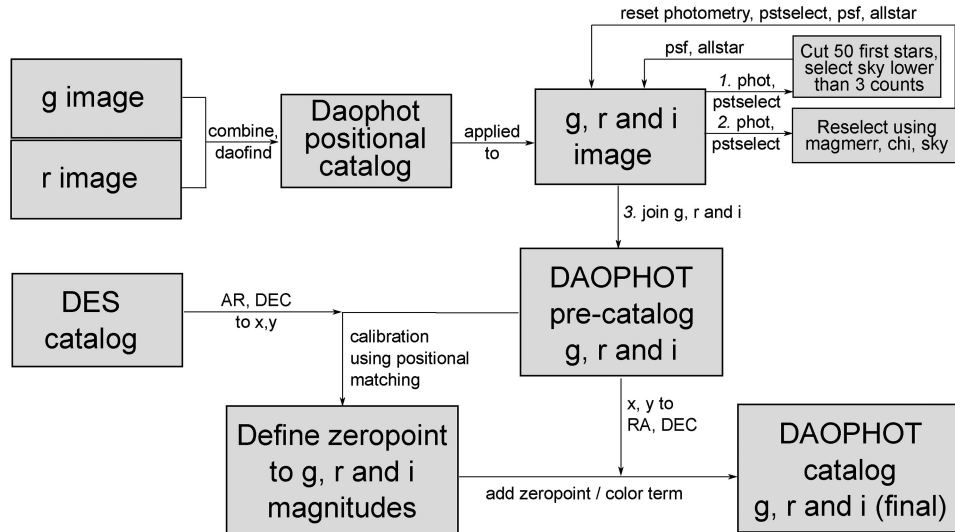 reset photometry, pstselect, psf, allstar
psf, allstar
Cut 50 first stars,
select sky lower
than 3 counts
g image
r image
combine,
daofind
Daophot
positional
catalog
applied
to
g, r and i
image
1. phot,
pstselect
2. phot,
pstselect
Reselect using
magmerr, chi, sky
3. join g, r and i
DES
catalog
AR, DEC
to x,y
DAOPHOT
pre-catalog
g, r and i
calibration
using positional
matching
x, y to
RA, DEC
Define zeropoint
to g, r and i
magnitudes
add zeropoint / color term
DAOPHOT
catalog
g, r and i (final)